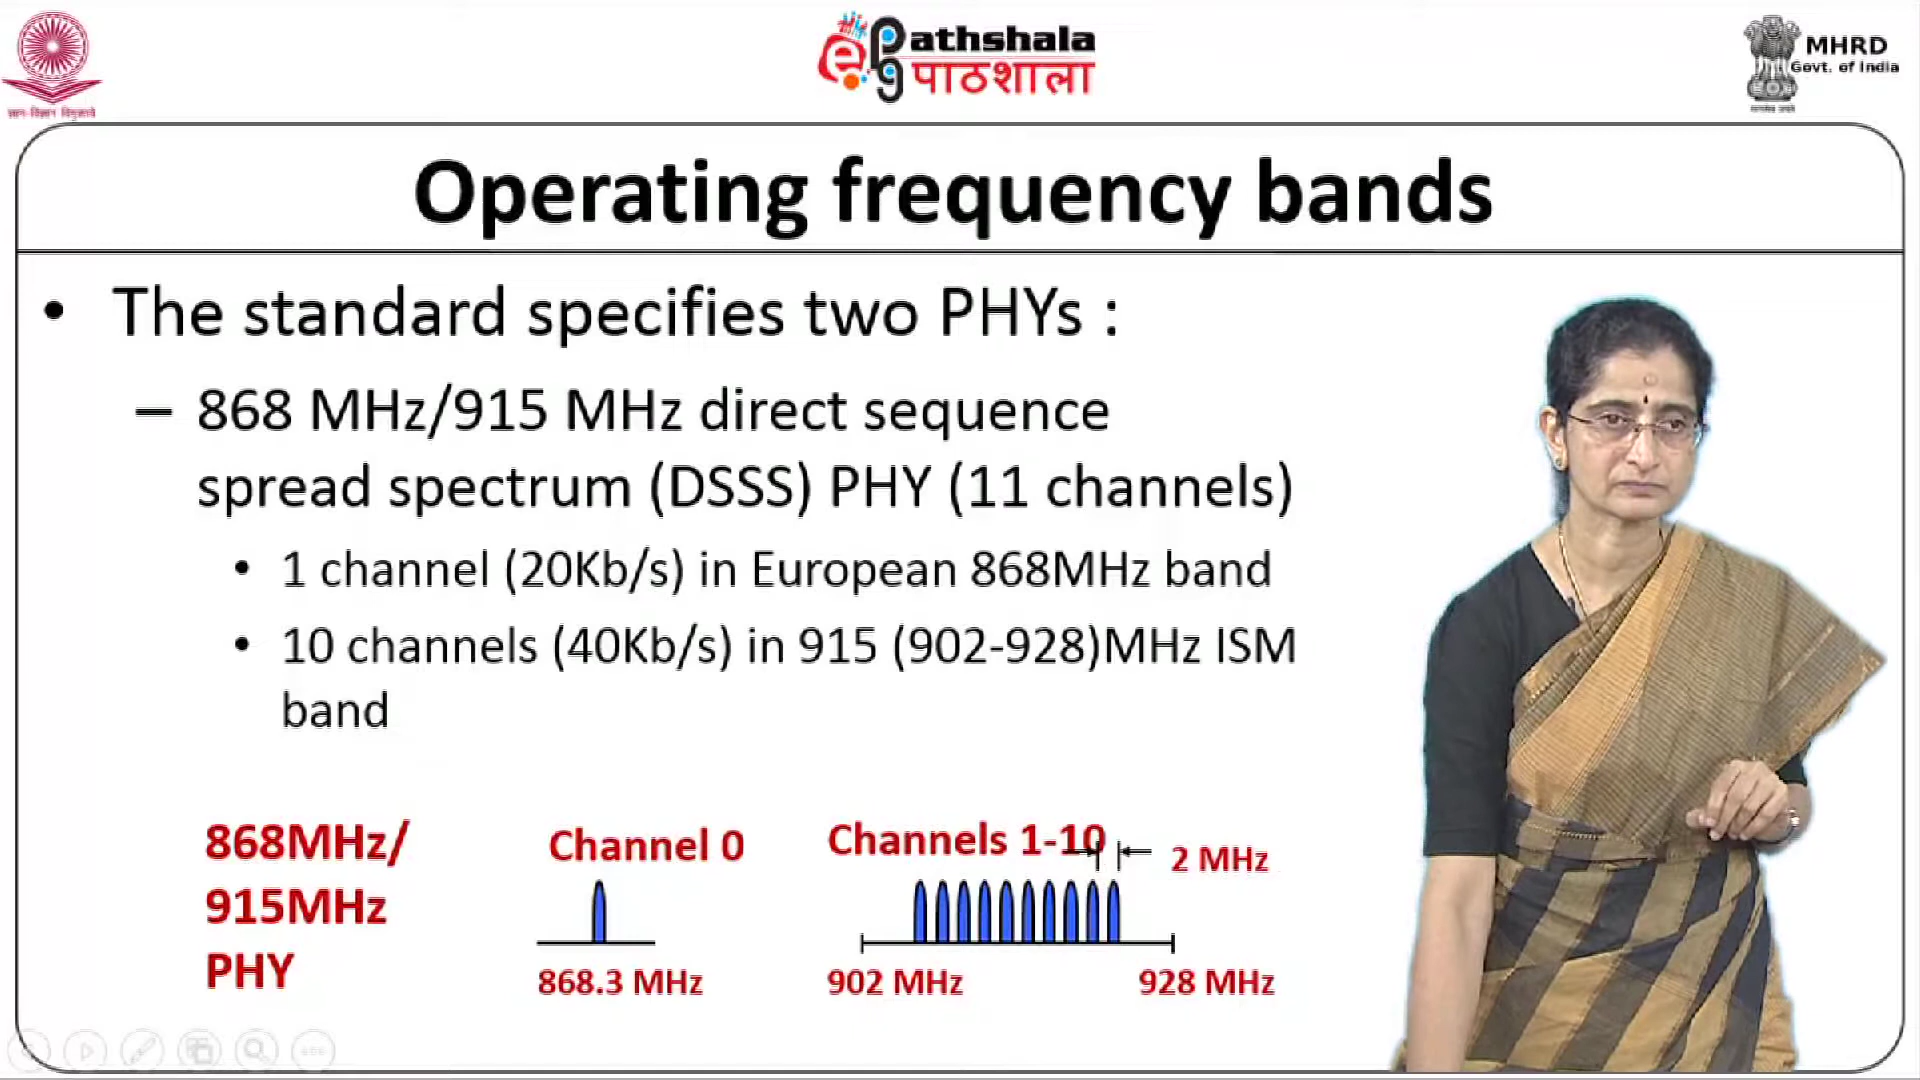 ePG Pathshala
पाठशाला
MHRD
Govt. of India
ज्ञान-विज्ञान विमुक्तये
Operating frequency bands
• The standard specifies two PHYs :
– 868 MHz/915 MHz direct sequence
spread spectrum (DSSS) PHY (11 channels)
• 1 channel (20Kb/s) in European 868MHz band
• 10 channels (40Kb/s) in 915 (902-928)MHz ISM
band
868MHz/
915MHz
PHY
Channel 0
868.3 MHz
Channels 1-10
2 MHz
902 MHz
928 MHz